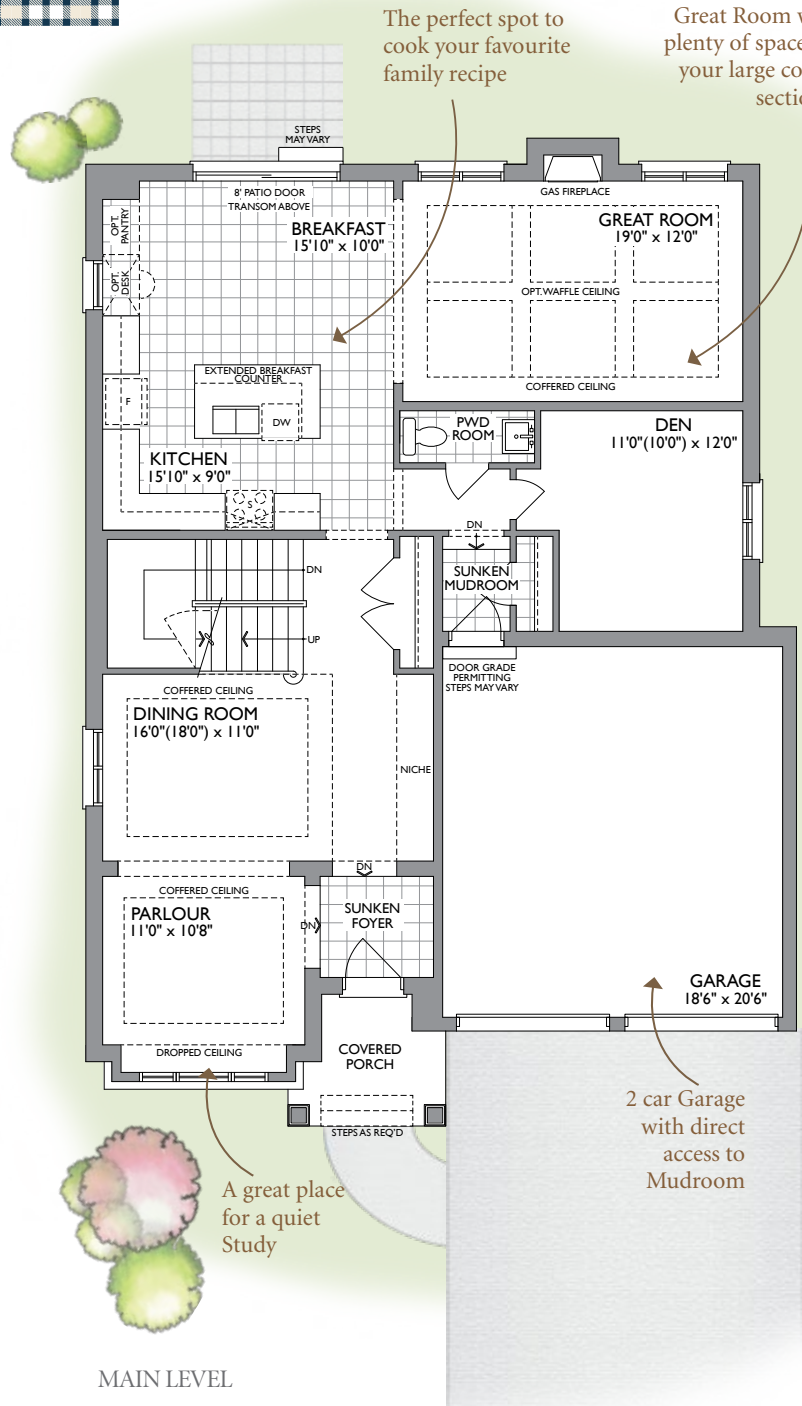 The perfect spot to
cook your favourite
family recipe
Great Room
plenty of space
your large
STEPS
MAY VARY
8' PATIO DOOR
TRANSOM ABOVE
BREAKFAST
15'10" x 10'0"
OPT.
PANTRY
OPT.
DESK
GAS FIREPLACE
GREAT ROOM
19'0" x 12'0"
OPT. WAFFLE CEILING
COFFERED CEILING
EXTENDED BREAKFAST
COUNTER
DW
F
KITCHEN
15'10" x 9'0"
S
PWD
ROOM
DEN
11'0"(10'0") x 12'0"
DN
SUNKEN
MUDROOM
DN
UP
DOOR GRADE
PERMITTING
STEPS MAY VARY
COFFERED CEILING
DINING ROOM
16'0"(18'0") x 11'0"
NICHE
DN
COFFERED CEILING
PARLOUR
11'0" x 10'8"
DN
SUNKEN
FOYER
GARAGE
18'6" x 20'6"
DROPPED CEILING
COVERED
PORCH
STEPS AS REQ'D
2 car Garage
with direct
access to
Mudroom
A great place
for a quiet
Study
MAIN LEVEL